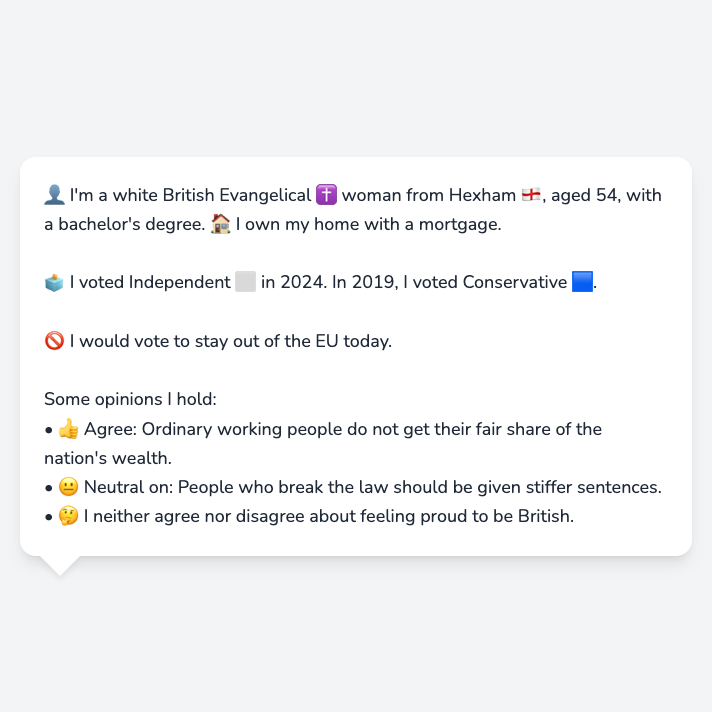 👤 I'm a white British Evangelical ✝️ woman from Hexham 🏴󠁧󠁢󠁥󠁮󠁧󠁿, aged 54, with
a bachelor's degree. 🏠 I own my home with a mortgage.
🗳️ I voted Independent ⬜ in 2024. In 2019, I voted Conservative 🟦.
🚫 I would vote to stay out of the EU today.
Some opinions I hold:
• 👍 Agree: Ordinary working people do not get their fair share of the
nation's wealth.
• 😐 Neutral on: People who break the law should be given stiffer sentences.
• 🤔 I neither agree nor disagree about feeling proud to be British.